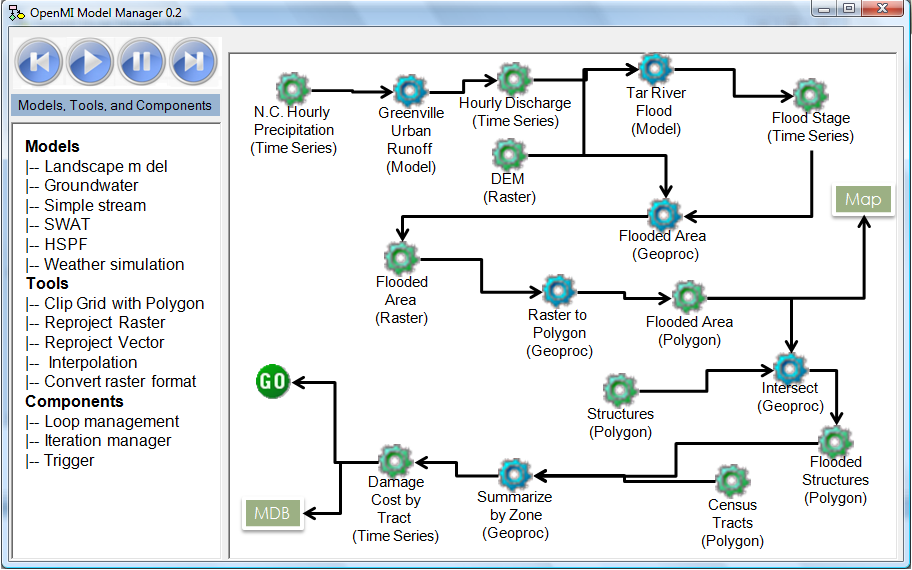 OpenMI Model Manager 0.2
Models, Tools, and Components
Models
|-- Landscape m del
|-- Groundwater
|-- Simple stream
|-- SWAT
|-- HSPF
|-- Weather simulation
Tools
|-- Clip Grid with Polygon
|-- Reproject Raster
|-- Reproject Vector
|-- Interpolation
|-- Convert raster format
Components
|-- Loop management
|-- Iteration manager
|-- Trigger
N.C. Hourly
Precipitation
(Time Series)
Greenville
Urban
Runoff
(Model)
Hourly Discharge
(Time Series)
Tar River
Flood
(Model)
Flood Stage
(Time Series)
DEM
(Raster)
Map
Flooded Area
(Geoproc)
Flooded
Area
(Raster)
Raster to
Polygon
(Geoproc)
Flooded Area
(Polygon)
Intersect
(Geoproc)
Structures
(Polygon)
GO
Flooded
Structures
(Polygon)
Census
Tracts
(Polygon)
Summarize
by Zone
(Geoproc)
Damage
Cost by
Tract
(Time Series)
MDB